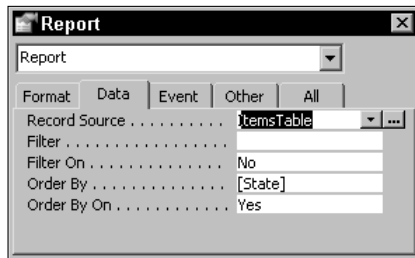 Report
Report
Format Data Event Other All
Record Source . . . . . . . . . . ItemsTable
Filter . . . . . . . . . . . . . . . . . .
Filter On . . . . . . . . . . . . . . No
Order By . . . . . . . . . . . . . . [State]
Order By On . . . . . . . . . . . . Yes